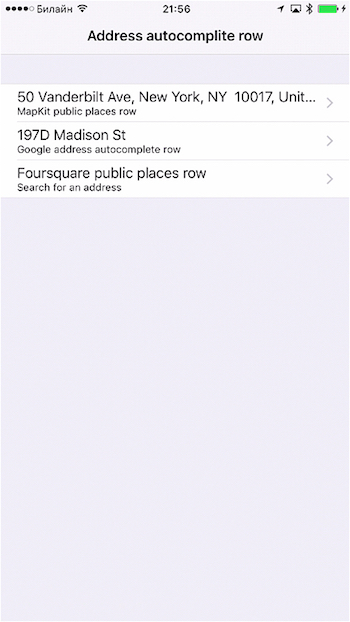 Билайн 21:56
Address autocomplite row
50 Vanderbilt Ave, New York, NY  10017, Unit...
MapKit public places row
197D Madison St
Google address autocomplete row
Foursquare public places row
Search for an address